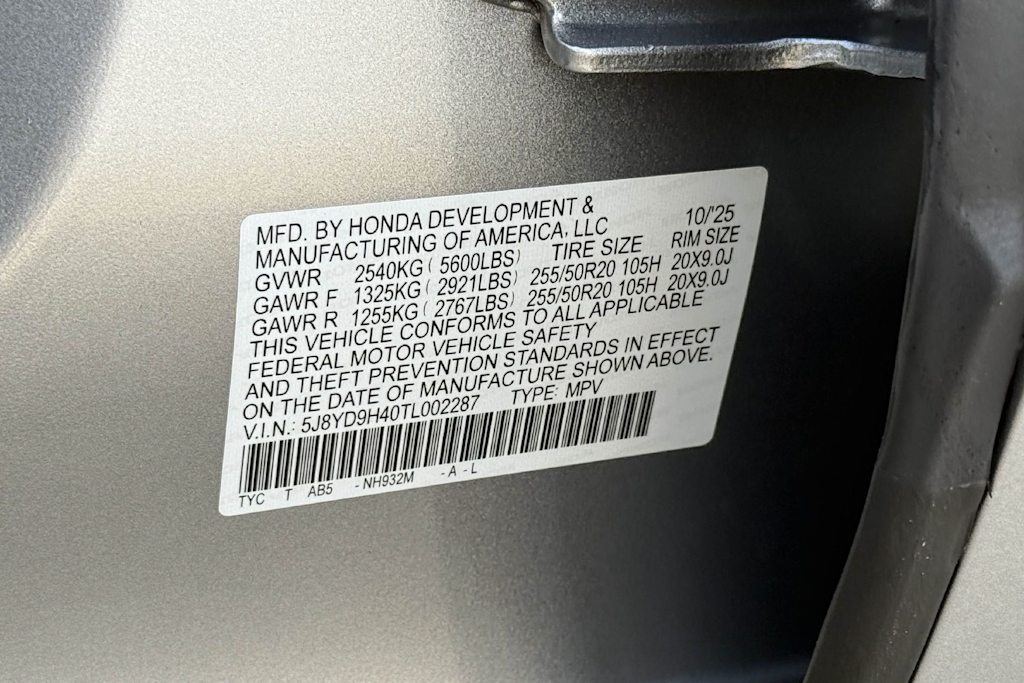 MFD. BY HONDA DEVELOPMENT & 10/'25
MANUFACTURING OF AMERICA, LLC
GVWR 2540KG ( 5600LBS) TIRE SIZE RIM SIZE
GAWR F 1325KG ( 2921LBS) 255/50R20 105H 20X9.0J
GAWR R 1255KG ( 2767LBS) 255/50R20 105H 20X9.0J
THIS VEHICLE CONFORMS TO ALL APPLICABLE
FEDERAL MOTOR VEHICLE SAFETY
AND THEFT PREVENTION STANDARDS IN EFFECT
ON THE DATE OF MANUFACTURE SHOWN ABOVE.
V.I.N.: 5J8YD9H40TL002287 TYPE: MPV
TYC T AB5 - NH932M - A - L